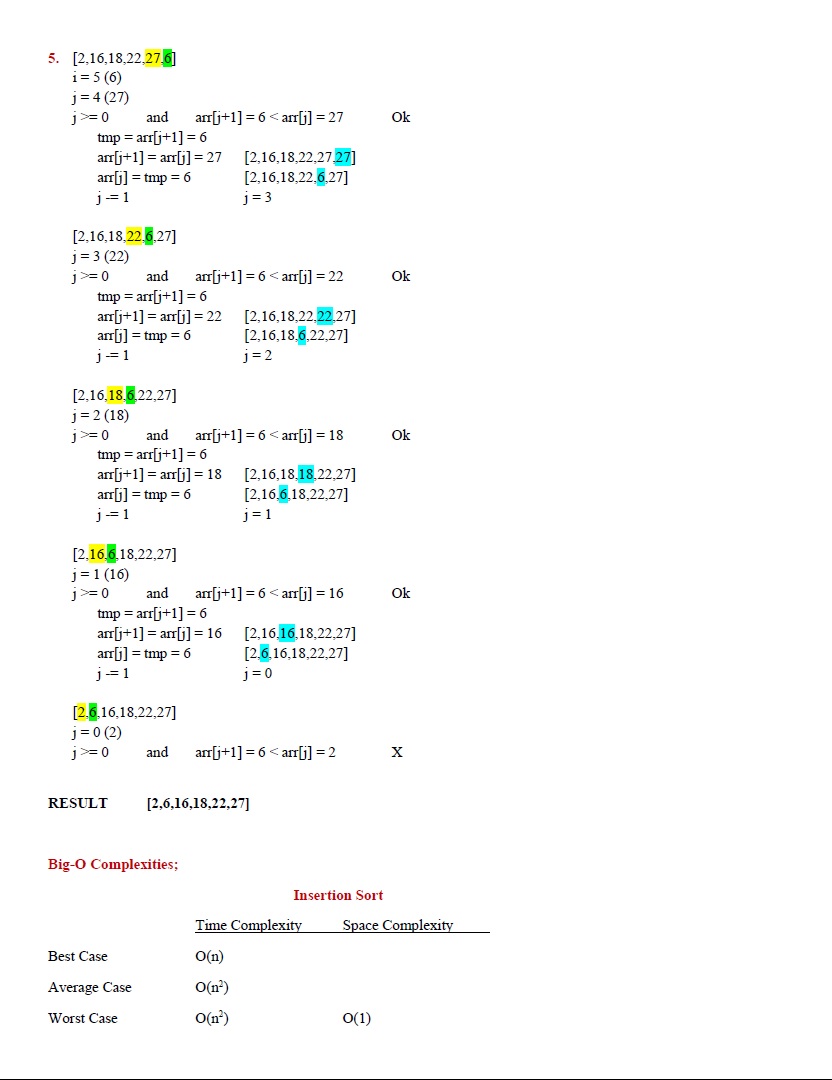 5. [2,16,18,22,27,6]
i = 5 (6)
j = 4 (27)
j >= 0 and arr[j+1] = 6 < arr[j] = 27 Ok
tmp = arr[j+1] = 6
arr[j+1] = arr[j] = 27 [2,16,18,22,27,27]
arr[j] = tmp = 6 [2,16,18,22,6,27]
j -= 1 j = 3
[2,16,18,22,6,27]
j = 3 (22)
j >= 0 and arr[j+1] = 6 < arr[j] = 22 Ok
tmp = arr[j+1] = 6
arr[j+1] = arr[j] = 22 [2,16,18,22,22,27]
arr[j] = tmp = 6 [2,16,18,6,22,27]
j -= 1 j = 2
[2,16,18,6,22,27]
j = 2 (18)
j >= 0 and arr[j+1] = 6 < arr[j] = 18 Ok
tmp = arr[j+1] = 6
arr[j+1] = arr[j] = 18 [2,16,18,18,22,27]
arr[j] = tmp = 6 [2,16,6,18,22,27]
j -= 1 j = 1
[2,16,6,18,22,27]
j = 1 (16)
j >= 0 and arr[j+1] = 6 < arr[j] = 16 Ok
tmp = arr[j+1] = 6
arr[j+1] = arr[j] = 16 [2,16,16,18,22,27]
arr[j] = tmp = 6 [2,6,16,18,22,27]
j -= 1 j = 0
[2,6,16,18,22,27]
j = 0 (2)
j >= 0 and arr[j+1] = 6 < arr[j] = 2 X
RESULT [2,6,16,18,22,27]
Big-O Complexities;
Insertion Sort
Time Complexity Space Complexity
Best Case O(n)
Average Case O(n²)
Worst Case O(n²) O(1)